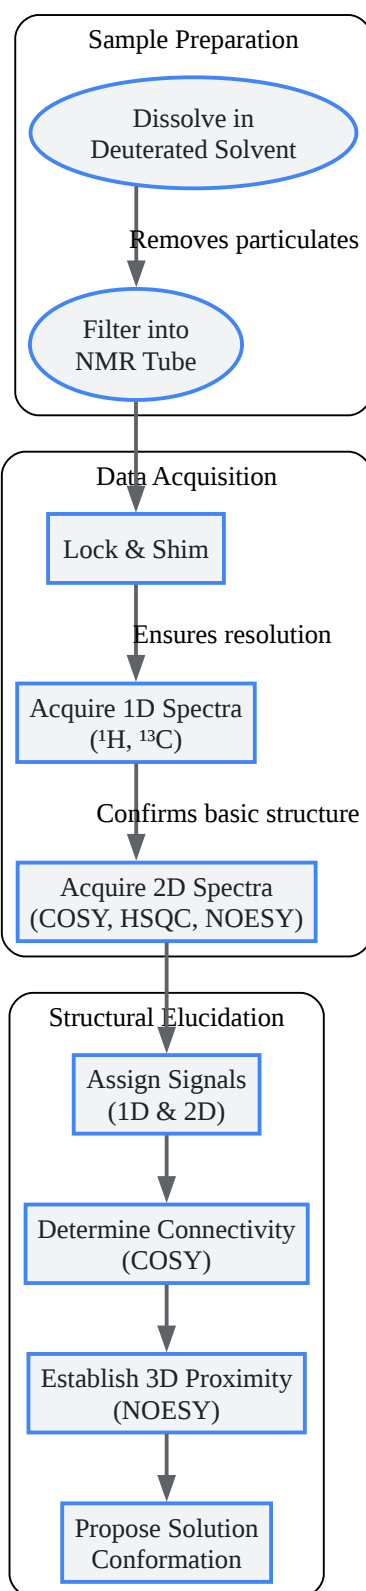 Sample Preparation
Dissolve in
Deuterated Solvent
Removes particulates
Filter into
NMR Tube
Data Acquisition
Lock & Shim
Ensures resolution
Acquire 1D Spectra
(¹H, ¹³C)
Confirms basic structure
Acquire 2D Spectra
(COSY, HSQC, NOESY)
Structural Elucidation
Assign Signals
(1D & 2D)
Determine Connectivity
(COSY)
Establish 3D Proximity
(NOESY)
Propose Solution
Conformation